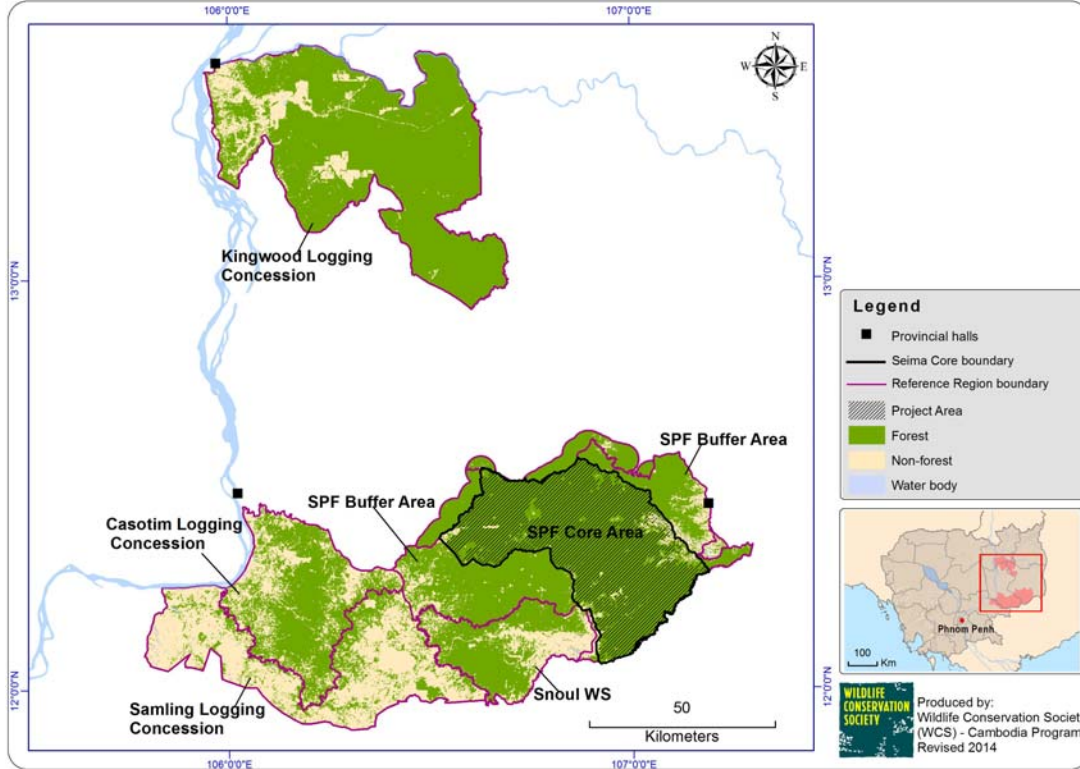 106°0'0"E
107°0'0"E
N
W
E
S
13°0'0"N
13°0'0"N
Kingwood Logging
Concession
SPF Buffer Area
SPF Buffer Area
SPF Core Area
Casotim Logging
Concession
Snoul WS
Samling Logging
Concession
12°0'0"N
12°0'0"N
50
Kilometers
106°0'0"E
107°0'0"E
Legend
Provincial halls
Seima Core boundary
Reference Region boundary
Project Area
Forest
Non-forest
Water body
Phnom Penh
100
Km
WILDLIFE
CONSERVATION
SOCIETY
Produced by:
Wildlife Conservation Societ
(WCS) - Cambodia Program
Revised 2014